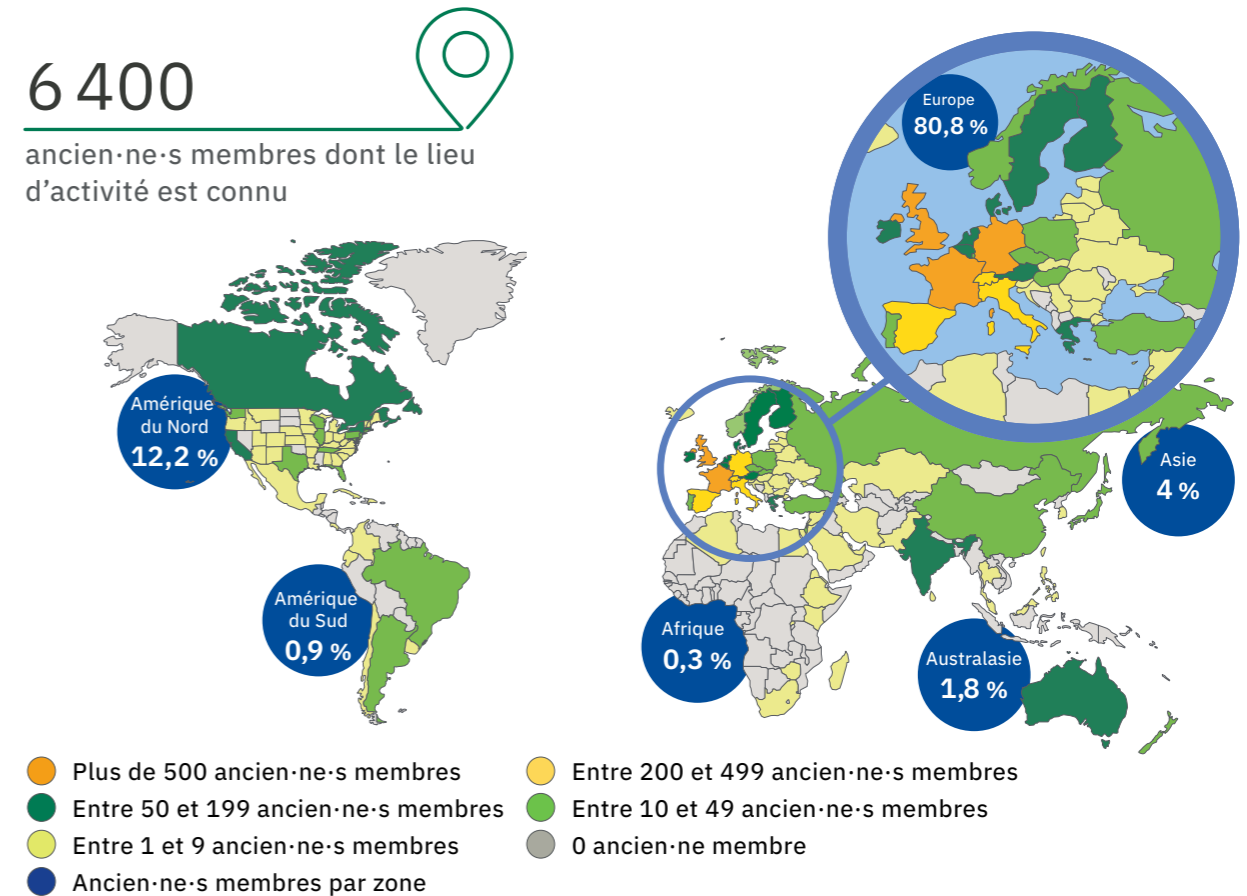 6 400
ancien·ne·s membres dont le lieu
d’activité est connu
Europe
80,8 %
Amérique
du Nord
12,2 %
Asie
4 %
Amérique
du Sud
0,9 %
Afrique
0,3 %
Australasie
1,8 %
Plus de 500 ancien·ne·s membres
Entre 200 et 499 ancien·ne·s membres
Entre 50 et 199 ancien·ne·s membres
Entre 10 et 49 ancien·ne·s membres
Entre 1 et 9 ancien·ne·s membres
0 ancien·ne membre
Ancien·ne·s membres par zone